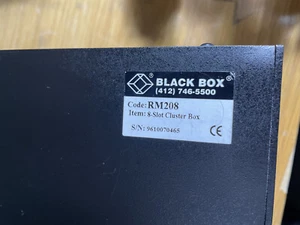 BLACK BOX®
(412) 746-5500
Code: RM208
Item: 8-Slot Cluster Box
S/N: 9610070465
CE